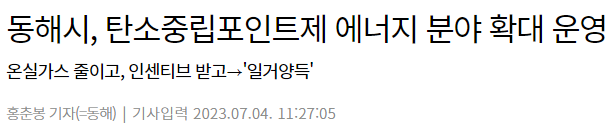 동해시, 탄소중립포인트제 에너지 분야 확대 운영
온실가스 줄이고, 인센티브 받고→'일거양득'
홍춘봉 기자(=동해) | 기사입력 2023.07.04. 11:27:05